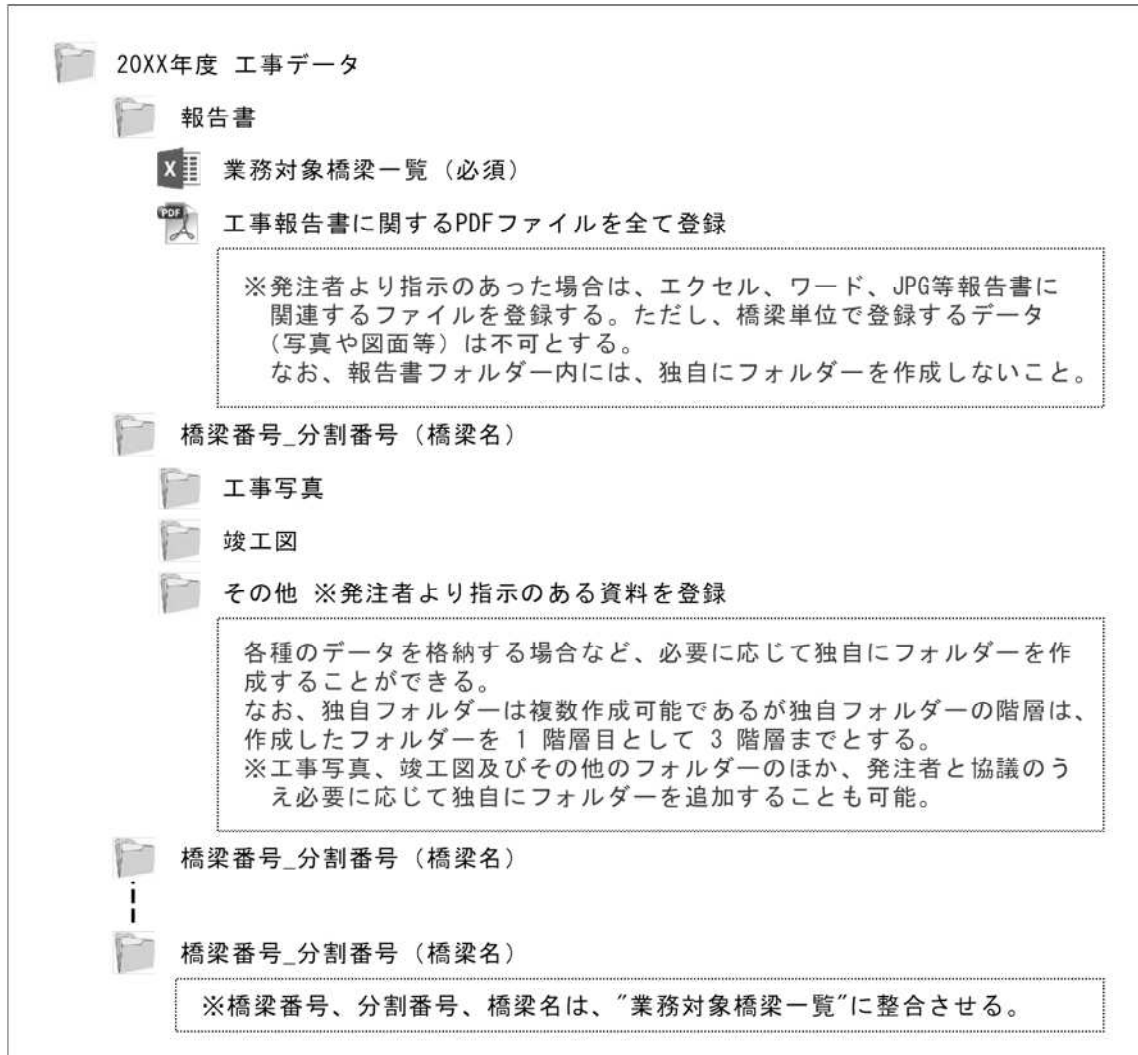 20XX年度 工事データ
報告書
業務対象橋梁一覧（必須）
PDF
工事報告書に関するPDFファイルを全て登録
※発注者より指示のあった場合は、エクセル、ワード、JPG等報告書に
関連するファイルを登録する。ただし、橋梁単位で登録するデータ
（写真や図面等）は不可とする。
なお、報告書フォルダー内には、独自にフォルダーを作成しないこと。
橋梁番号_分割番号（橋梁名）
工事写真
竣工図
その他 ※発注者より指示のある資料を登録
各種のデータを格納する場合など、必要に応じて独自にフォルダーを作
成することができる。
なお、独自フォルダーは複数作成可能であるが独自フォルダーの階層は、
作成したフォルダーを 1 階層目として 3 階層までとする。
※工事写真、竣工図及びその他のフォルダーのほか、発注者と協議のう
え必要に応じて独自にフォルダーを追加することも可能。
橋梁番号_分割番号（橋梁名）
橋梁番号_分割番号（橋梁名）
※橋梁番号、分割番号、橋梁名は、″業務対象橋梁一覧″に整合させる。